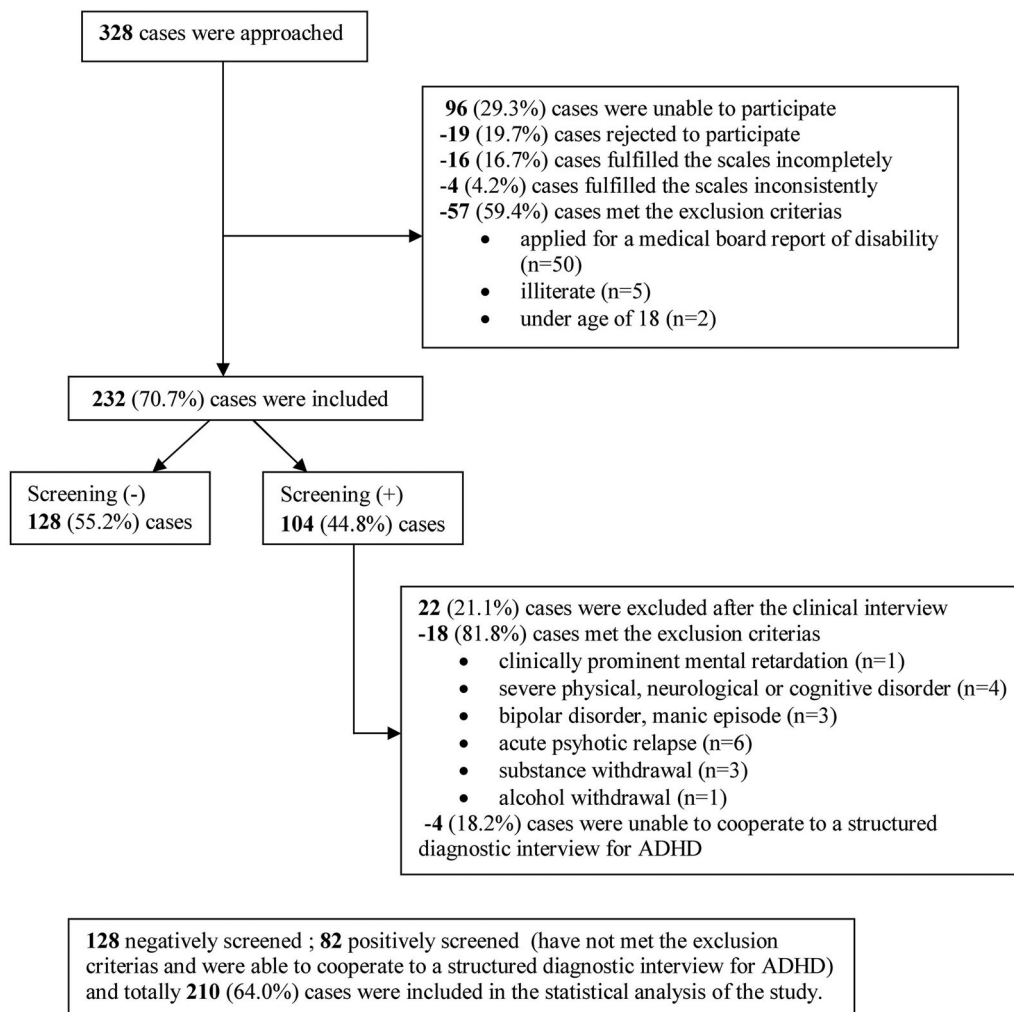 328 cases were approached
96 (29.3%) cases were unable to participate
-19 (19.7%) cases rejected to participate
-16 (16.7%) cases fulfilled the scales incompletely
-4 (4.2%) cases fulfilled the scales inconsistently
-57 (59.4%) cases met the exclusion criterias
• applied for a medical board report of disability
(n=50)
• illiterate (n=5)
• under age of 18 (n=2)
232 (70.7%) cases were included
Screening (-)
128 (55.2%) cases
Screening (+)
104 (44.8%) cases
22 (21.1%) cases were excluded after the clinical interview
-18 (81.8%) cases met the exclusion criterias
• clinically prominent mental retardation (n=1)
• severe physical, neurological or cognitive disorder (n=4)
• bipolar disorder, manic episode (n=3)
• acute psyhotic relapse (n=6)
• substance withdrawal (n=3)
• alcohol withdrawal (n=1)
-4 (18.2%) cases were unable to cooperate to a structured
diagnostic interview for ADHD
128 negatively screened ; 82 positively screened (have not met the exclusion
criterias and were able to cooperate to a structured diagnostic interview for ADHD)
and totally 210 (64.0%) cases were included in the statistical analysis of the study.